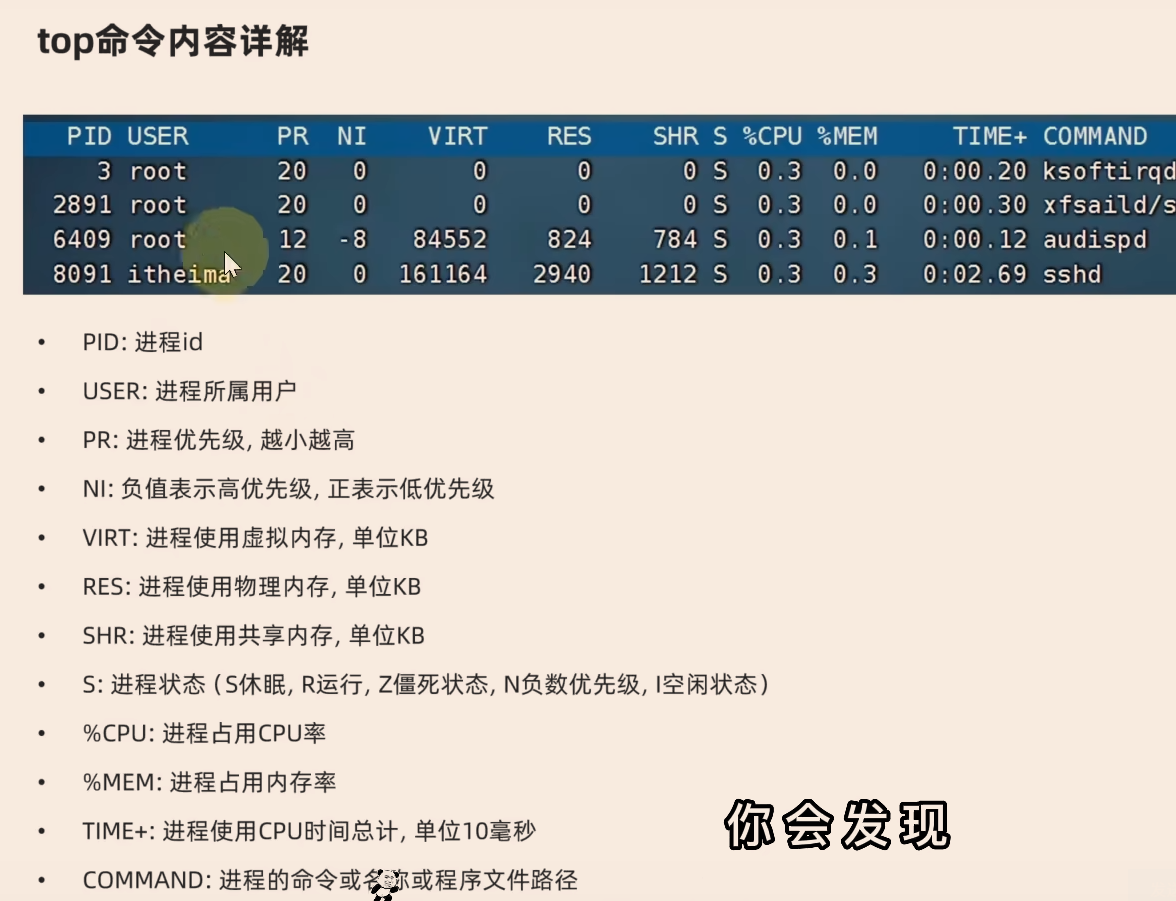 top命令内容详解
PID USER PR NI VIRT RES SHR S %CPU %MEM TIME+ COMMAND
3 root 20 0 0 0 0 S 0.3 0.0 0:00.20 ksoftirqd
2891 root 20 0 0 0 0 S 0.3 0.0 0:00.30 xfsaild/s
6409 root 12 -8 84552 824 784 S 0.3 0.1 0:00.12 audispd
8091 itheima 20 0 161164 2940 1212 S 0.3 0.3 0:02.69 sshd
• PID: 进程id
• USER: 进程所属用户
• PR: 进程优先级, 越小越高
• NI: 负值表示高优先级, 正表示低优先级
• VIRT: 进程使用虚拟内存, 单位KB
• RES: 进程使用物理内存, 单位KB
• SHR: 进程使用共享内存, 单位KB
• S: 进程状态 (S休眠, R运行, Z僵死状态, N负数优先级, I空闲状态)
• %CPU: 进程占用CPU率
• %MEM: 进程占用内存率
• TIME+: 进程使用CPU时间总计, 单位10毫秒
你会发现
• COMMAND: 进程的命令或名称或程序文件路径